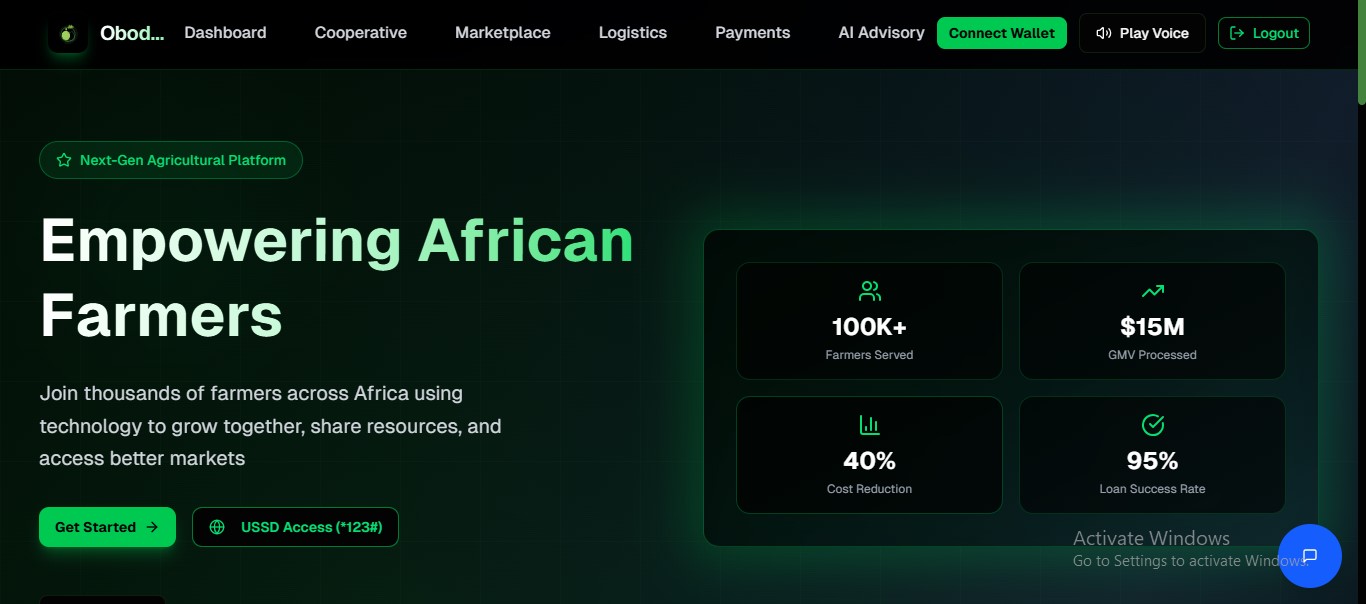 Obod...
Dashboard
Cooperative
Marketplace
Logistics
Payments
AI Advisory
Connect Wallet
Play Voice
Logout
Next-Gen Agricultural Platform
Empowering African
Farmers
Join thousands of farmers across Africa using
technology to grow together, share resources, and
access better markets
Get Started
USSD Access (*123#)
100K+
Farmers Served
$15M
GMV Processed
40%
Cost Reduction
95%
Loan Success Rate
Activate Windows
Go to Settings to activate Windows.